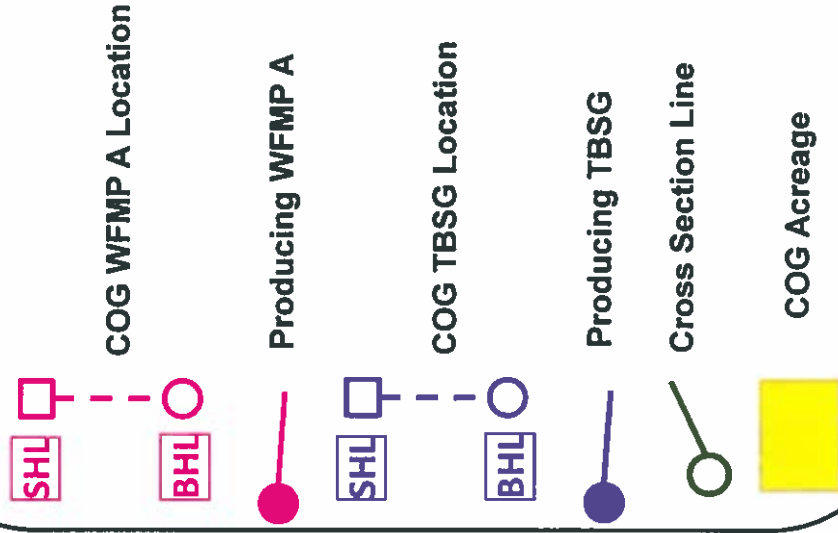 SHL
BHL
COG WFMP A Location
Producing WFMP A
SHL
BHL
COG TBSG Location
Producing TBSG
Cross Section Line
COG Acreage